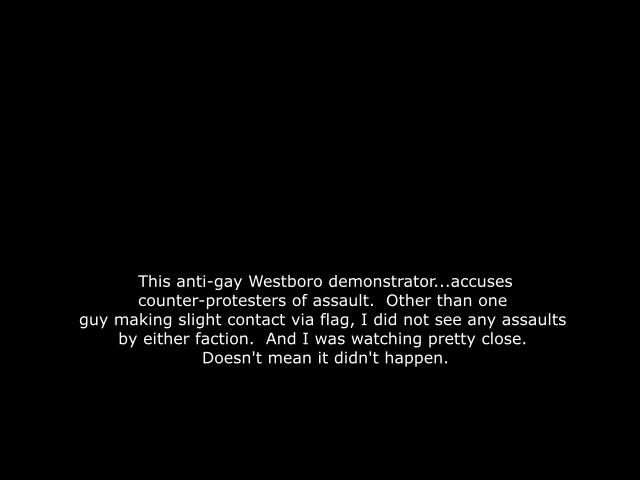 This anti-gay Westboro demonstrator...accuses
counter-protesters of assault.  Other than one
guy making slight contact via flag, I did not see any assaults
by either faction.  And I was watching pretty close.
Doesn't mean it didn't happen.